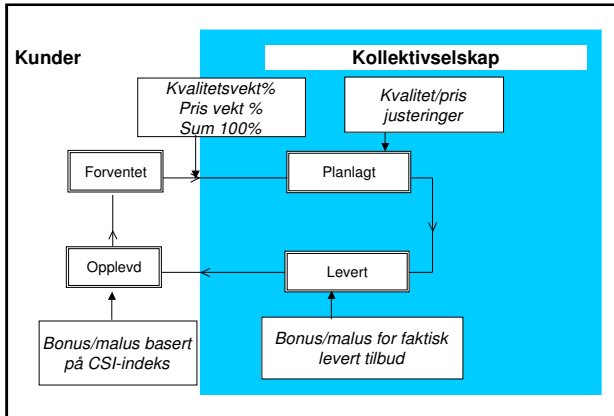 Kunder
Kollektivselskap
Kvalitetsvekt%
Pris vekt %
Sum 100%
Kvalitet/pris
justeringer
Forventet
Planlagt
Opplevd
Levert
Bonus/malus basert
på CSI-indeks
Bonus/malus for faktisk
levert tilbud